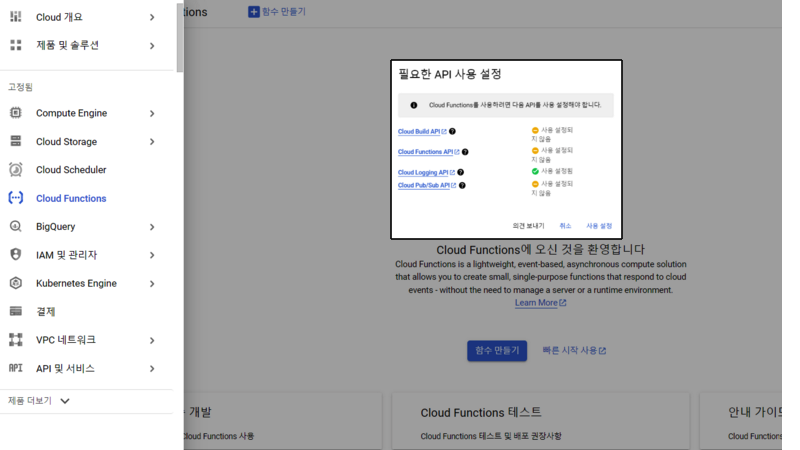 Cloud 개요
제품 및 솔루션
고정됨
Compute Engine
Cloud Storage
Cloud Scheduler
Cloud Functions
BigQuery
IAM 및 관리자
Kubernetes Engine
결제
VPC 네트워크
API API 및 서비스
제품 더보기
tions
함수 만들기
필요한 API 사용 설정
Cloud Functions를 사용하려면 다음 API를 사용 설정해야 합니다.
Cloud Build API 사용 설정되
지 않음
Cloud Functions API 사용 설정되
지 않음
Cloud Logging API 사용 설정됨
Cloud Pub/Sub API 사용 설정되
지 않음
의견 보내기 취소 사용 설정
Cloud Functions에 오신 것을 환영합니다
Cloud Functions is a lightweight, event-based, asynchronous compute solution
that allows you to create small, single-purpose functions that respond to cloud
events - without the need to manage a server or a runtime environment.
Learn More
함수 만들기 빠른 시작 사용
개발
Cloud Functions 사용
Cloud Functions 테스트
Cloud Functions 테스트 및 배포 권장사항
안내 가이드
Cloud Functions